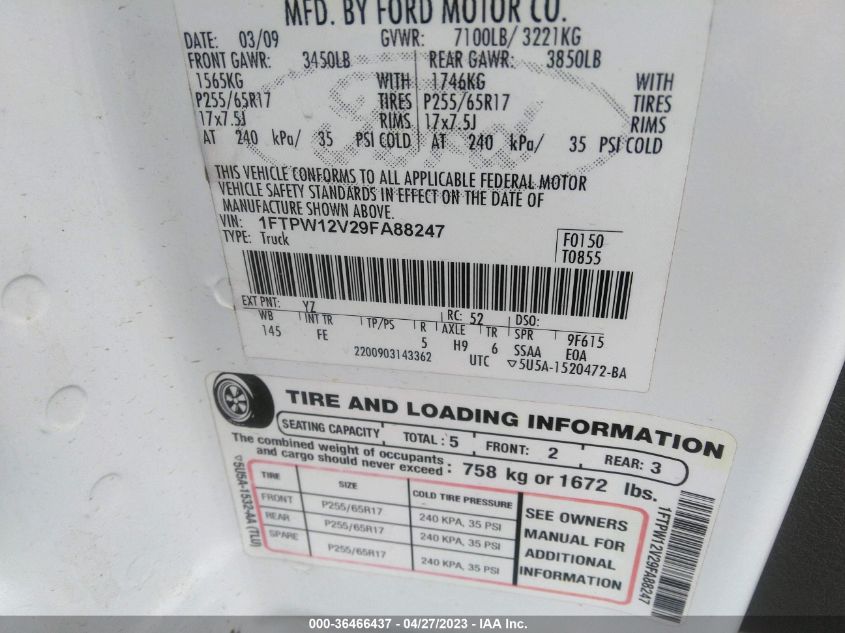 MFD. BY FORD MOTOR CO.
DATE: 03/09 GVWR: 7100LB/ 3221KG
FRONT GAWR: 3450LB REAR GAWR: 3850LB
1565KG WITH 1746KG WITH
P255/65R17 TIRES P255/65R17 TIRES
17x7.5J RIMS 17x7.5J RIMS
AT 240 kPa/ 35 PSI COLD AT 240 kPa/ 35 PSI COLD
THIS VEHICLE CONFORMS TO ALL APPLICABLE FEDERAL MOTOR
VEHICLE SAFETY STANDARDS IN EFFECT ON THE DATE OF
MANUFACTURE SHOWN ABOVE.
VIN: 1FTPW12V29FA88247
TYPE: Truck
F0150
T0855
EXT PNT: YZ RC: 52 DSO:
WB INT TR TP/PS R AXLE TR SPR 9F615
145 FE 5 H9 6 SSAA E0A
2200903143362 UTC ▽5U5A-1520472-BA
TIRE AND LOADING INFORMATION
SEATING CAPACITY TOTAL: 5 FRONT: 2 REAR: 3
The combined weight of occupants
and cargo should never exceed: 758 kg or 1672 lbs.
TIRE SIZE COLD TIRE PRESSURE
FRONT P255/65R17 240 KPA, 35 PSI
REAR P255/65R17 240 KPA, 35 PSI
SPARE P255/65R17 240 KPA, 35 PSI
SEE OWNERS
MANUAL FOR
ADDITIONAL
INFORMATION
▽5U5A-1532-AA (TLU)
1FTPW12V29FA88247
000-36466437 - 04/27/2023 - IAA Inc.